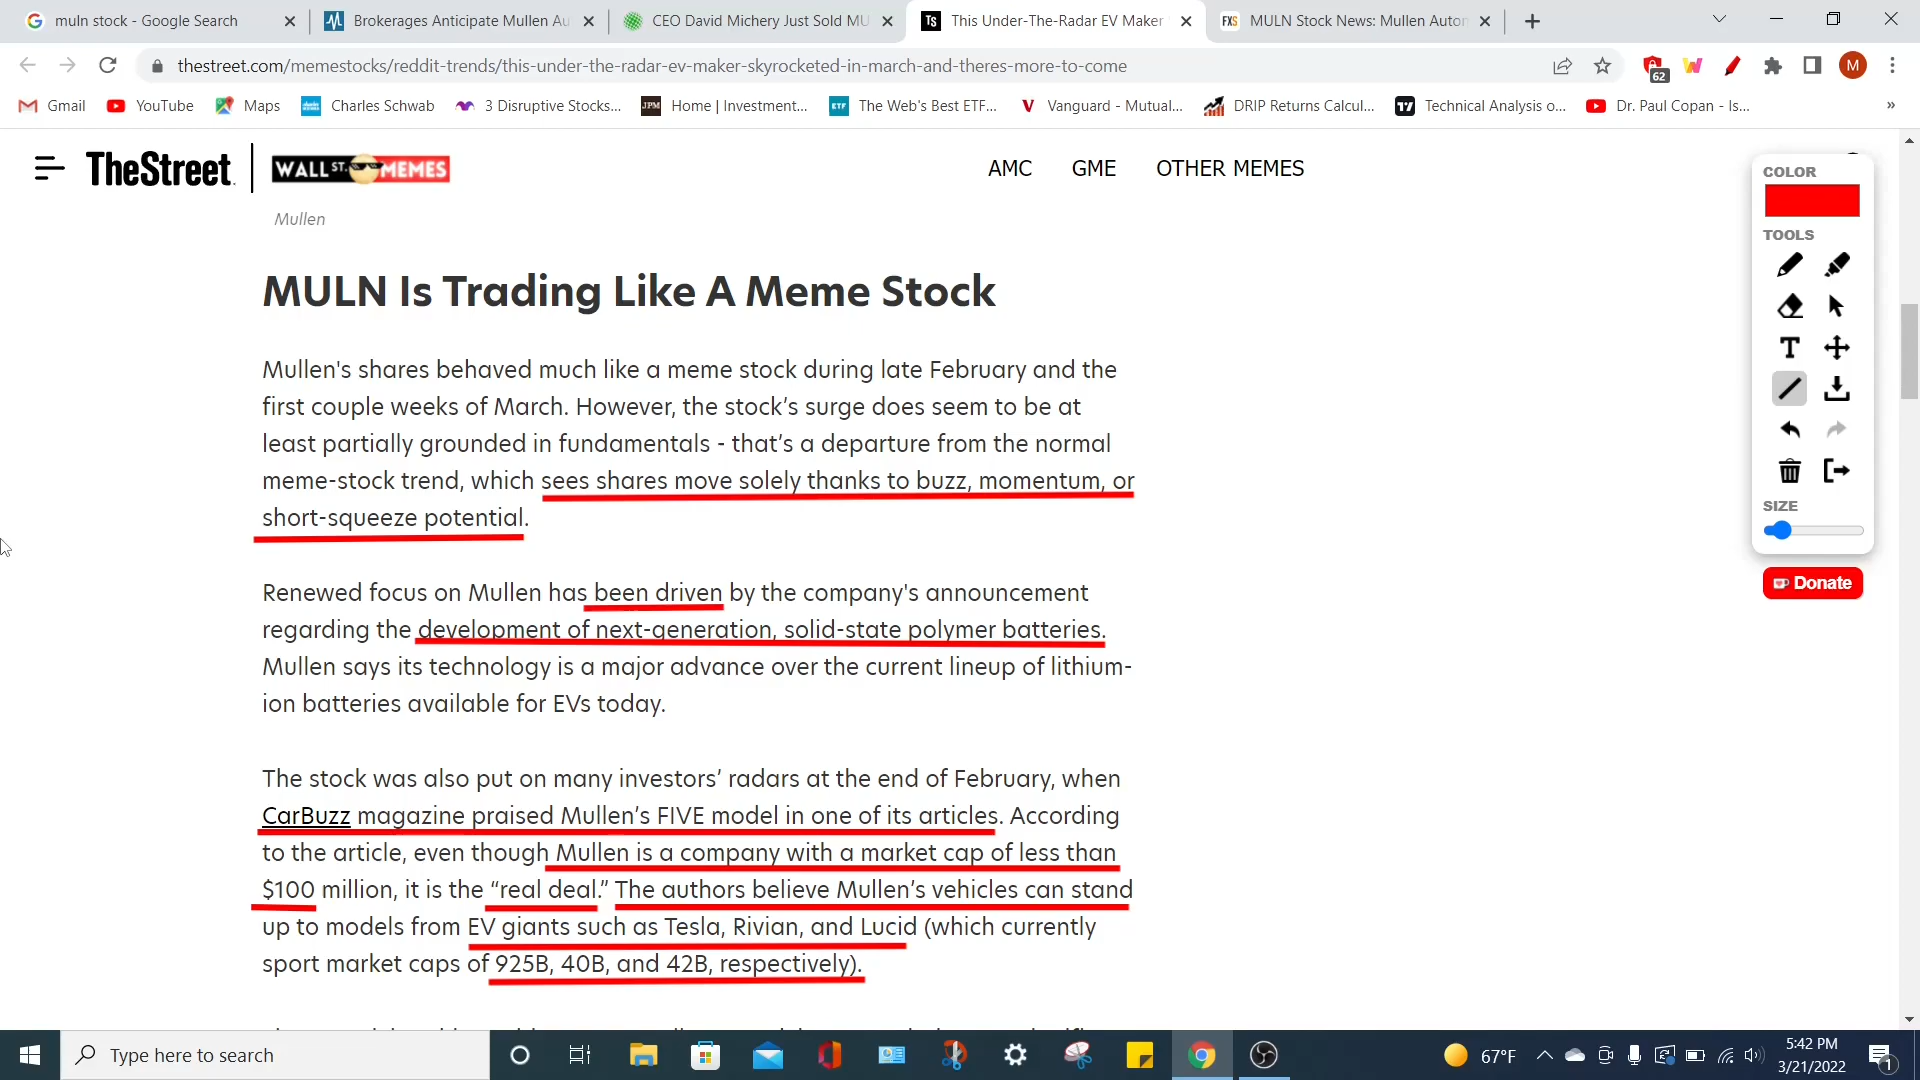 muln stock - Google Search
Brokerages Anticipate Mullen Au
CEO David Michery Just Sold MU
TS
This Under-The-Radar EV Maker
FXS
MULN Stock News: Mullen Auton
thestreet.com/memestocks/reddit-trends/this-under-the-radar-ev-maker-skyrocketed-in-march-and-theres-more-to-come
62
M
Gmail
YouTube
Maps
Charles Schwab
3 Disruptive Stocks...
JPM
Home | Investment...
ETF
The Web's Best ETF...
Vanguard - Mutual...
DRIP Returns Calcul...
Technical Analysis o...
Dr. Paul Copan - Is...
»
TheStreet
WALL ST. MEMES
AMC
GME
OTHER MEMES
Mullen
MULN Is Trading Like A Meme Stock
Mullen's shares behaved much like a meme stock during late February and the
first couple weeks of March. However, the stock’s surge does seem to be at
least partially grounded in fundamentals - that’s a departure from the normal
meme-stock trend, which sees shares move solely thanks to buzz, momentum, or
short-squeeze potential.
Renewed focus on Mullen has been driven by the company's announcement
regarding the development of next-generation, solid-state polymer batteries.
Mullen says its technology is a major advance over the current lineup of lithium-
ion batteries available for EVs today.
The stock was also put on many investors’ radars at the end of February, when
CarBuzz magazine praised Mullen’s FIVE model in one of its articles. According
to the article, even though Mullen is a company with a market cap of less than
$100 million, it is the “real deal.” The authors believe Mullen’s vehicles can stand
up to models from EV giants such as Tesla, Rivian, and Lucid (which currently
sport market caps of 925B, 40B, and 42B, respectively).
COLOR
TOOLS
T
SIZE
Donate
Type here to search
67°F
5:42 PM
3/21/2022
1